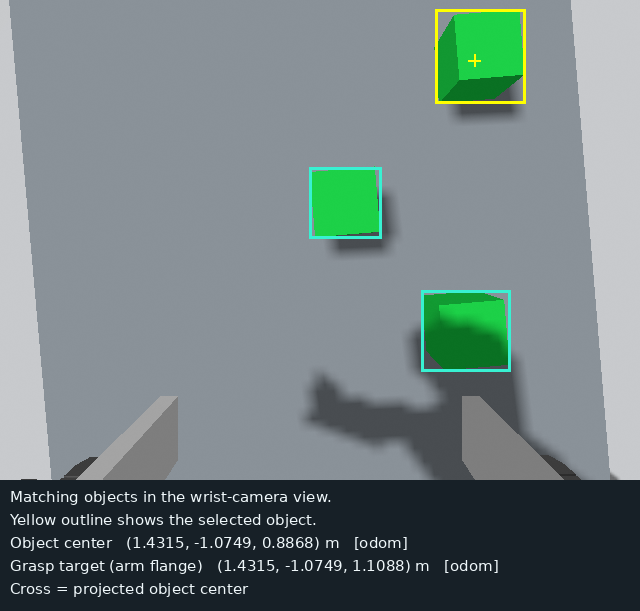 Matching objects in the wrist-camera view.
Yellow outline shows the selected object.
Object center   (1.4315, -1.0749, 0.8868) m   [odom]
Grasp target (arm flange)   (1.4315, -1.0749, 1.1088) m   [odom]
Cross = projected object center